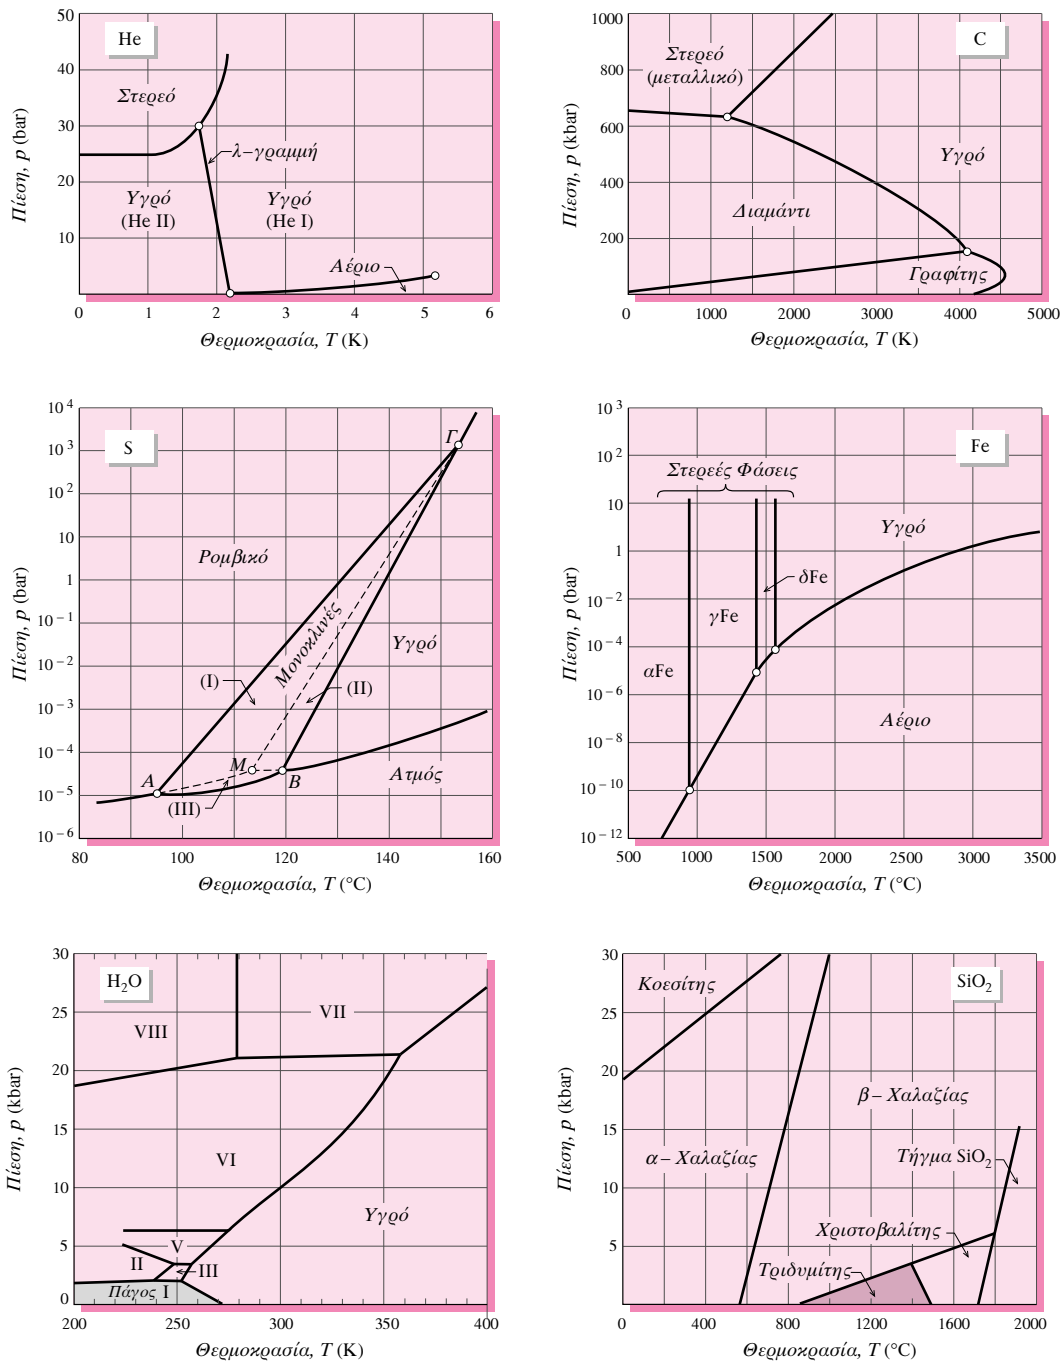 He
50
40
30
20
10
0 1 2 3 4 5 6
Πίεση, p (bar)
Στερεό
λ–γραμμή
Υγρό
(He II)
Υγρό
(He I)
Αέριο
Θερμοκρασία, T (K)
C
1000
800
600
400
200
0 1000 2000 3000 4000 5000
Πίεση, p (kbar)
Στερεό
(μεταλλικό)
Υγρό
Διαμάντι
Γραφίτης
Θερμοκρασία, T (K)
S
10⁴
10³
10²
10
1
10⁻¹
10⁻²
10⁻³
10⁻⁴
10⁻⁵
10⁻⁶
80 100 120 140 160
Πίεση, p (bar)
Γ
Ρομβικό
Μονοκλινές
Υγρό
(I)
(II)
M
A
B
(III)
Ατμός
Θερμοκρασία, T (°C)
Fe
10³
10²
10
1
10⁻²
10⁻⁴
10⁻⁶
10⁻⁸
10⁻¹⁰
10⁻¹²
500 1000 1500 2000 2500 3000 3500
Πίεση, p (bar)
Στερεές Φάσεις
Υγρό
δFe
γFe
αFe
Αέριο
Θερμοκρασία, T (°C)
H₂O
30
25
20
15
10
5
0
200 250 300 350 400
Πίεση, p (kbar)
VIII
VII
VI
Υγρό
V
II
III
Πάγος I
Θερμοκρασία, T (K)
SiO₂
30
25
20
15
10
5
0
0 400 800 1200 1600 2000
Πίεση, p (kbar)
Κοεσίτης
β – Χαλαζίας
α – Χαλαζίας
Τήγμα SiO₂
Χριστοβαλίτης
Τριδυμίτης
Θερμοκρασία, T (°C)